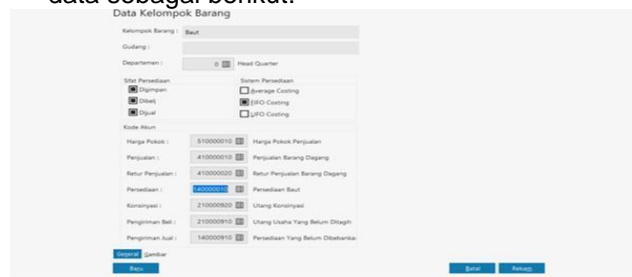 data sebagai berikut:
Data Kelompok Barang
Kelompok Barang : Baut
Gudang :
Departemen : 0 Head Quarter
Sifat Persediaan Sistem Persediaan
Disimpan Average Costing
Dibeli FIFO Costing
Dijual LIFO Costing
Kode Akun
Harga Pokok : 510000010 Harga Pokok Penjualan
Penjualan : 410000010 Penjualan Barang Dagang
Retur Penjualan : 410000020 Retur Penjualan Barang Dagang
Persediaan : 140000010 Persediaan Baut
Konsinyasi : 210000920 Utang Konsinyasi
Pengiriman Beli : 210000910 Utang Usaha Yang Belum Ditagih
Pengiriman Jual : 140000910 Persediaan Yang Belum Dibebankan
General Gambar
Baru Batal Rekam